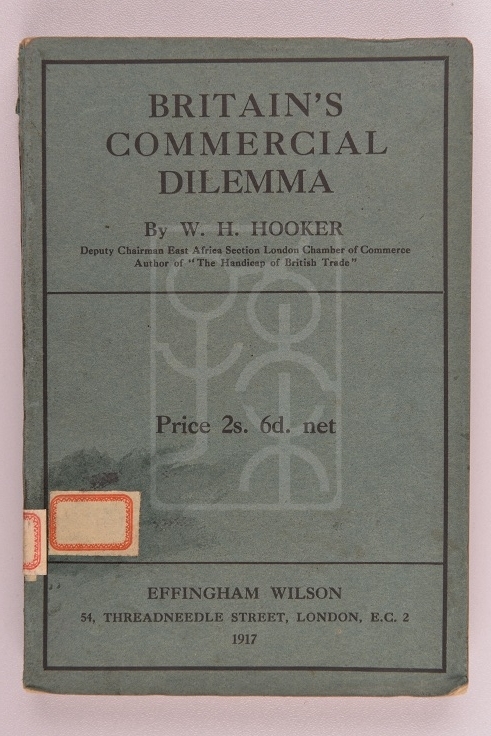 BRITAIN'S
COMMERCIAL
DILEMMA
By W. H. HOOKER
Deputy Chairman East Africa Section London Chamber of Commerce
Author of "The Handicap of British Trade"
Price 2s. 6d. net
EFFINGHAM WILSON
54, THREADNEEDLE STREET, LONDON, E.C. 2
1917